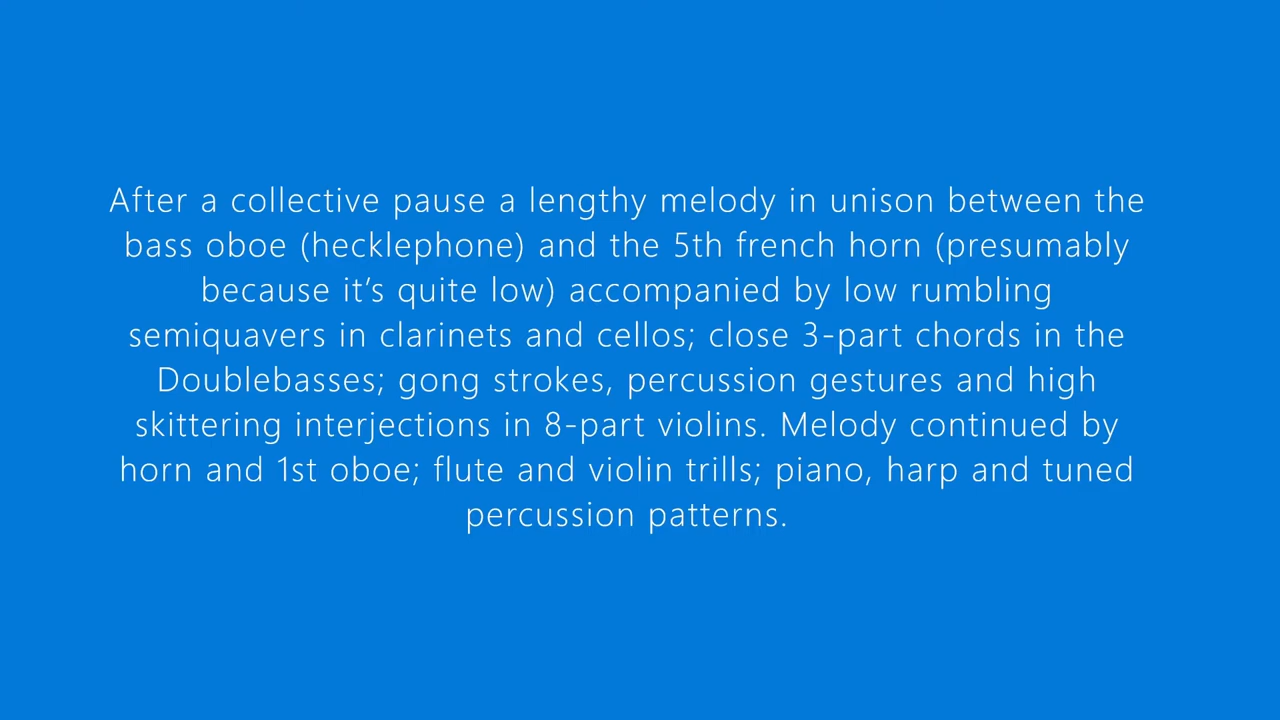 After a collective pause a lengthy melody in unison between the
bass oboe (hecklephone) and the 5th french horn (presumably
because it’s quite low) accompanied by low rumbling
semiquavers in clarinets and cellos; close 3-part chords in the
Doublebasses; gong strokes, percussion gestures and high
skittering interjections in 8-part violins. Melody continued by
horn and 1st oboe; flute and violin trills; piano, harp and tuned
percussion patterns.